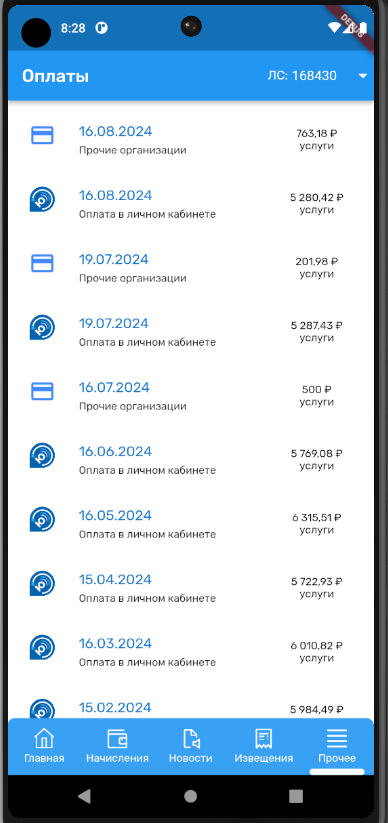 8:28
DEBUG
Оплаты
ЛС: 168430
16.08.2024
Прочие организации
763,18 ₽
услуги
16.08.2024
Оплата в личном кабинете
5 280,42 ₽
услуги
19.07.2024
Прочие организации
201,98 ₽
услуги
19.07.2024
Оплата в личном кабинете
5 287,43 ₽
услуги
16.07.2024
Прочие организации
500 ₽
услуги
16.06.2024
Оплата в личном кабинете
5 769,08 ₽
услуги
16.05.2024
Оплата в личном кабинете
6 315,51 ₽
услуги
15.04.2024
Оплата в личном кабинете
5 722,93 ₽
услуги
16.03.2024
Оплата в личном кабинете
6 010,82 ₽
услуги
15.02.2024
5 984,49 ₽
Главная
Начисления
Новости
Извещения
Прочее